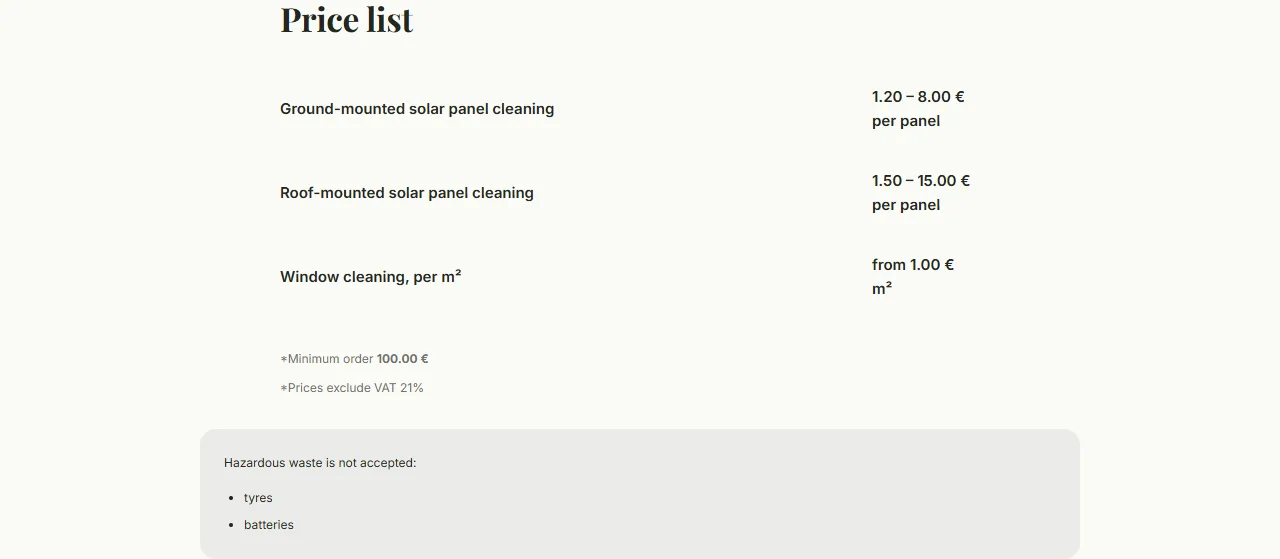 Price list
Ground-mounted solar panel cleaning
1.20 – 8.00 €
per panel
Roof-mounted solar panel cleaning
1.50 – 15.00 €
per panel
Window cleaning, per m²
from 1.00 €
m²
*Minimum order 100.00 €
*Prices exclude VAT 21%
Hazardous waste is not accepted:
• tyres
• batteries